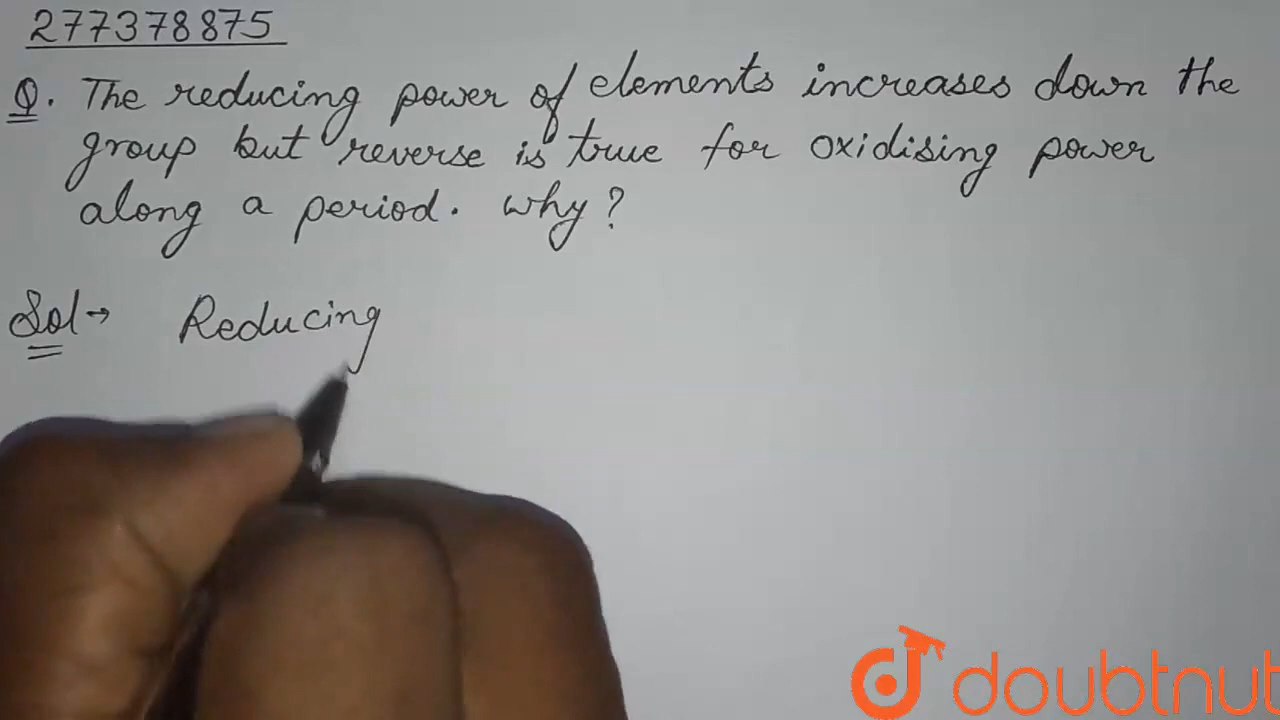 277378875
Q. The reducing power of elements increases down the
group but reverse is true for oxidising power
along a period. why?
Sol→ Reducing
doubtnut